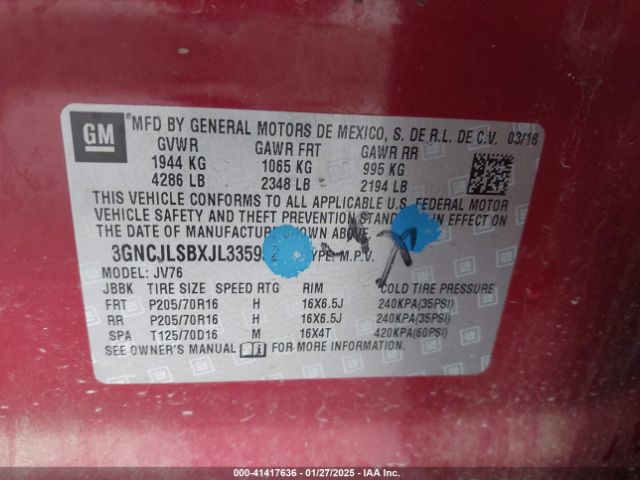 GM
MFD BY GENERAL MOTORS DE MEXICO, S. DE R.L. DE C.V. 03/18
GVWR GAWR FRT GAWR RR
1944 KG 1065 KG 995 KG
4286 LB 2348 LB 2194 LB
THIS VEHICLE CONFORMS TO ALL APPLICABLE U.S. FEDERAL MOTOR
VEHICLE SAFETY AND THEFT PREVENTION STANDARDS IN EFFECT ON
THE DATE OF MANUFACTURE SHOWN ABOVE.
TYPE: M.P.V.
MODEL: JV76
JBBK TIRE SIZE SPEED RTG RIM COLD TIRE PRESSURE
FRT P205/70R16 H 16X6.5J 240KPA(35PSI)
RR P205/70R16 H 16X6.5J 240KPA(35PSI)
SPA T125/70D16 M 16X4T 420KPA(60PSI)
SEE OWNER'S MANUAL FOR MORE INFORMATION.
000-41417636 - 01/27/2025 - IAA Inc.